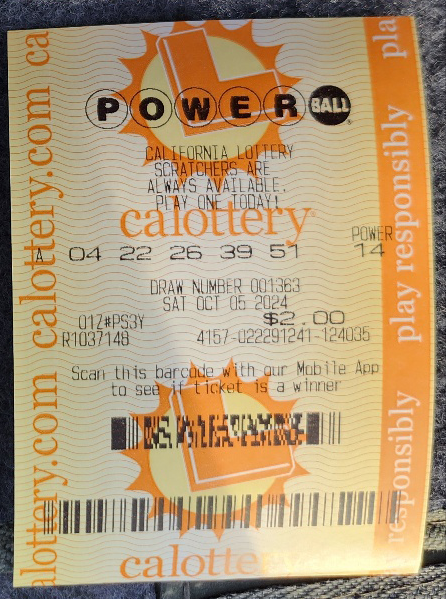 POWERBALL
CALIFORNIA LOTTERY
SCRATCHERS ARE
ALWAYS AVAILABLE.
PLAY ONE TODAY!
calottery
POWER
A 04 22 26 39 51 14
DRAW NUMBER 001363
SAT OCT 05 2024
01Z#PS3Y $2.00
R1037148 4157-022291241-124035
Scan this barcode with our Mobile App
to see if ticket is a winner
calottery
calottery.com calottery.com ca
responsibly play responsibly pla